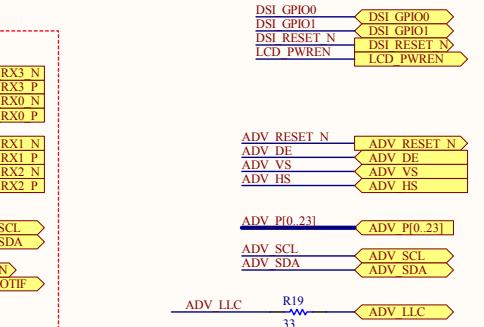 DSI_GPIO0 DSI_GPIO0
DSI_GPIO1 DSI_GPIO1
DSI_RESET_N DSI_RESET_N
LCD_PWREN LCD_PWREN
RX3_N
RX3_P
RX0_N
RX0_P
RX1_N
RX1_P
RX2_N
RX2_P
ADV_RESET_N ADV_RESET_N
ADV_DE ADV_DE
ADV_VS ADV_VS
ADV_HS ADV_HS
SCL
SDA
ADV_P[0..23] ADV_P[0..23]
ADV_SCL ADV_SCL
ADV_SDA ADV_SDA
N
OTIF
ADV_LLC R19 ADV_LLC
33